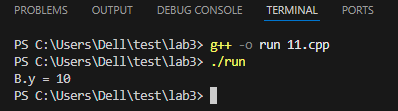 PROBLEMS OUTPUT DEBUG CONSOLE TERMINAL PORTS
PS C:\Users\Dell\test\lab3> g++ -o run 11.cpp
PS C:\Users\Dell\test\lab3> ./run
B.y = 10
PS C:\Users\Dell\test\lab3>